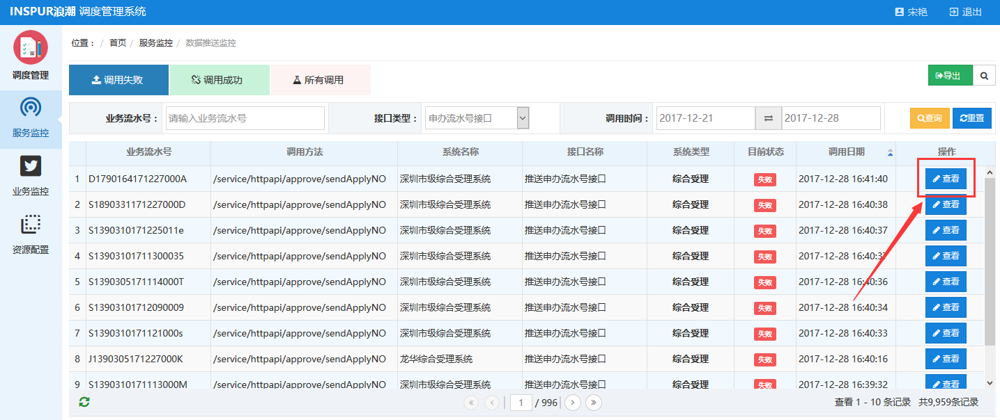 INSPUR浪潮 调度管理系统 宋艳 退出
调度管理
服务监控
业务监控
资源配置
位置： / 首页 / 服务监控 / 数据推送监控
调用失败 调用成功 所有调用 导出
业务流水号： 请输入业务流水号 接口类型： 申办流水号接口 调用时间： 2017-12-21 2017-12-28 查询 重置
业务流水号 调用方法 系统名称 接口名称 系统类型 目前状态 调用日期 操作
1 D1790164171227000A /service/httpapi/approve/sendApplyNO 深圳市级综合受理系统 推送申办流水号接口 综合受理 失败 2017-12-28 16:41:40 查看
2 S1890331171227000D /service/httpapi/approve/sendApplyNO 深圳市级综合受理系统 推送申办流水号接口 综合受理 失败 2017-12-28 16:40:38 查看
3 S1390310171225011e /service/httpapi/approve/sendApplyNO 深圳市级综合受理系统 推送申办流水号接口 综合受理 失败 2017-12-28 16:40:37 查看
4 S13903101711300035 /service/httpapi/approve/sendApplyNO 深圳市级综合受理系统 推送申办流水号接口 综合受理 失败 2017-12-28 16:40:37 查看
5 S1390305171114000T /service/httpapi/approve/sendApplyNO 深圳市级综合受理系统 推送申办流水号接口 综合受理 失败 2017-12-28 16:40:36 查看
6 S13903101712090009 /service/httpapi/approve/sendApplyNO 深圳市级综合受理系统 推送申办流水号接口 综合受理 失败 2017-12-28 16:40:34 查看
7 S1390310171121000s /service/httpapi/approve/sendApplyNO 深圳市级综合受理系统 推送申办流水号接口 综合受理 失败 2017-12-28 16:40:33 查看
8 J1390305171227000K /service/httpapi/approve/sendApplyNO 龙华综合受理系统 推送申办流水号接口 综合受理 失败 2017-12-28 16:40:16 查看
9 S1390310171113000M /service/httpapi/approve/sendApplyNO 深圳市级综合受理系统 推送申办流水号接口 综合受理 失败 2017-12-28 16:39:32 查看
1 / 996 查看 1 - 10 条记录 共9,959条记录